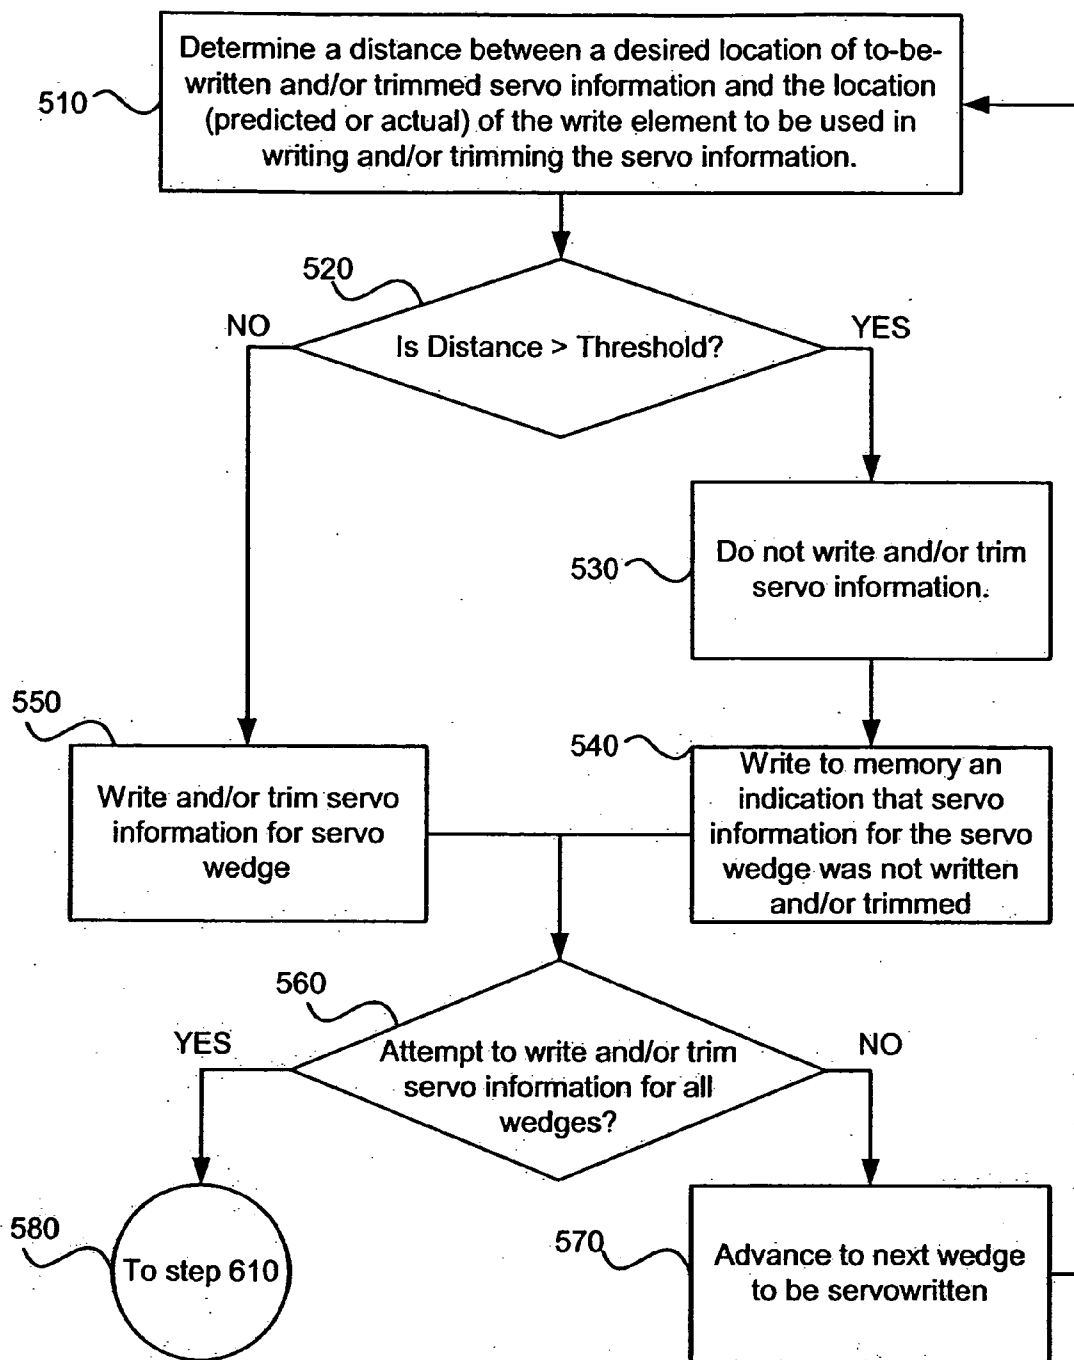 Determine a distance between a desired location of to-be-
written and/or trimmed servo information and the location
(predicted or actual) of the write element to be used in
writing and/or trimming the servo information.
510
520
NO
YES
Is Distance > Threshold?
530
Do not write and/or trim
servo information.
550
540
Write and/or trim servo
information for servo
wedge
Write to memory an
indication that servo
information for the servo
wedge was not written
and/or trimmed
560
YES
NO
Attempt to write and/or trim
servo information for all
wedges?
580
To step 610
570
Advance to next wedge
to be servowritten